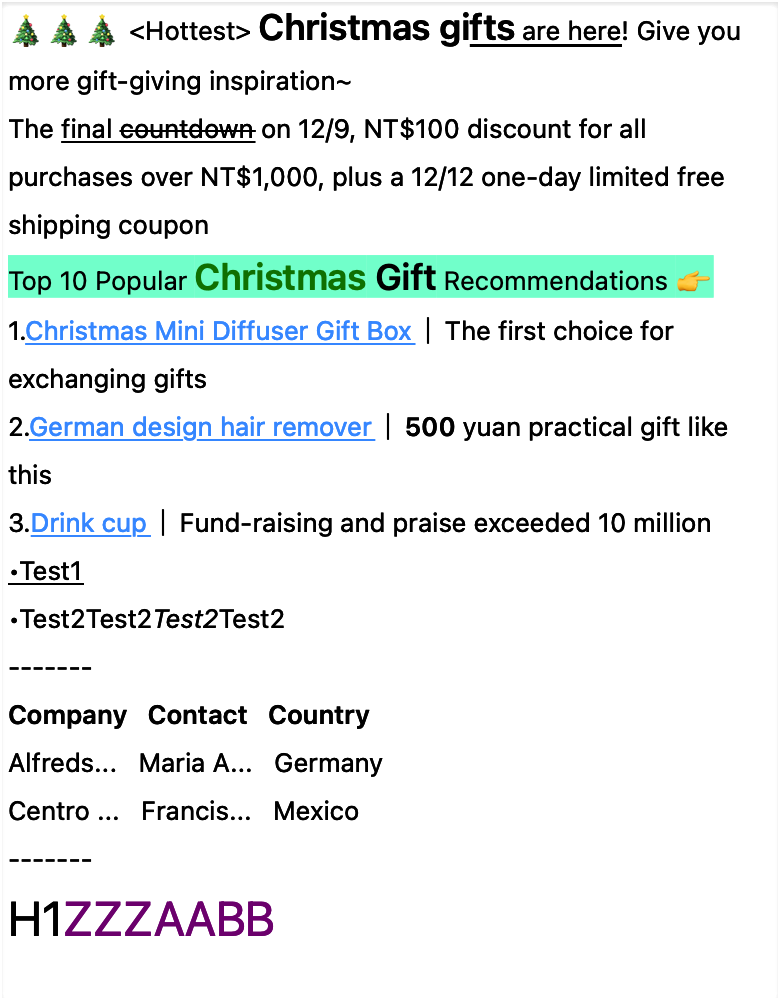 🎄🎄🎄 <Hottest> Christmas gifts are here! Give you
more gift-giving inspiration~
The final countdown on 12/9, NT$100 discount for all
purchases over NT$1,000, plus a 12/12 one-day limited free
shipping coupon
Top 10 Popular Christmas Gift Recommendations 👉
1.Christmas Mini Diffuser Gift Box｜The first choice for
exchanging gifts
2.German design hair remover｜500 yuan practical gift like
this
3.Drink cup｜Fund-raising and praise exceeded 10 million
•Test1
•Test2Test2Test2Test2
-------
Company Contact Country
Alfreds... Maria A... Germany
Centro ... Francis... Mexico
-------
H1ZZZAABB